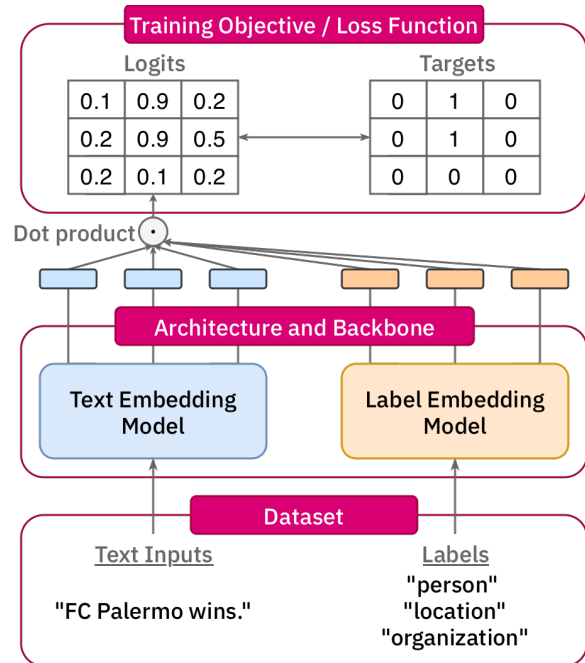 Training Objective / Loss Function
Logits
Targets
0.1 0.9 0.2
0 1 0
0.2 0.9 0.5
0 1 0
0.2 0.1 0.2
0 0 0
Dot product
Architecture and Backbone
Text Embedding
Model
Label Embedding
Model
Dataset
Text Inputs
"FC Palermo wins."
Labels
"person"
"location"
"organization"